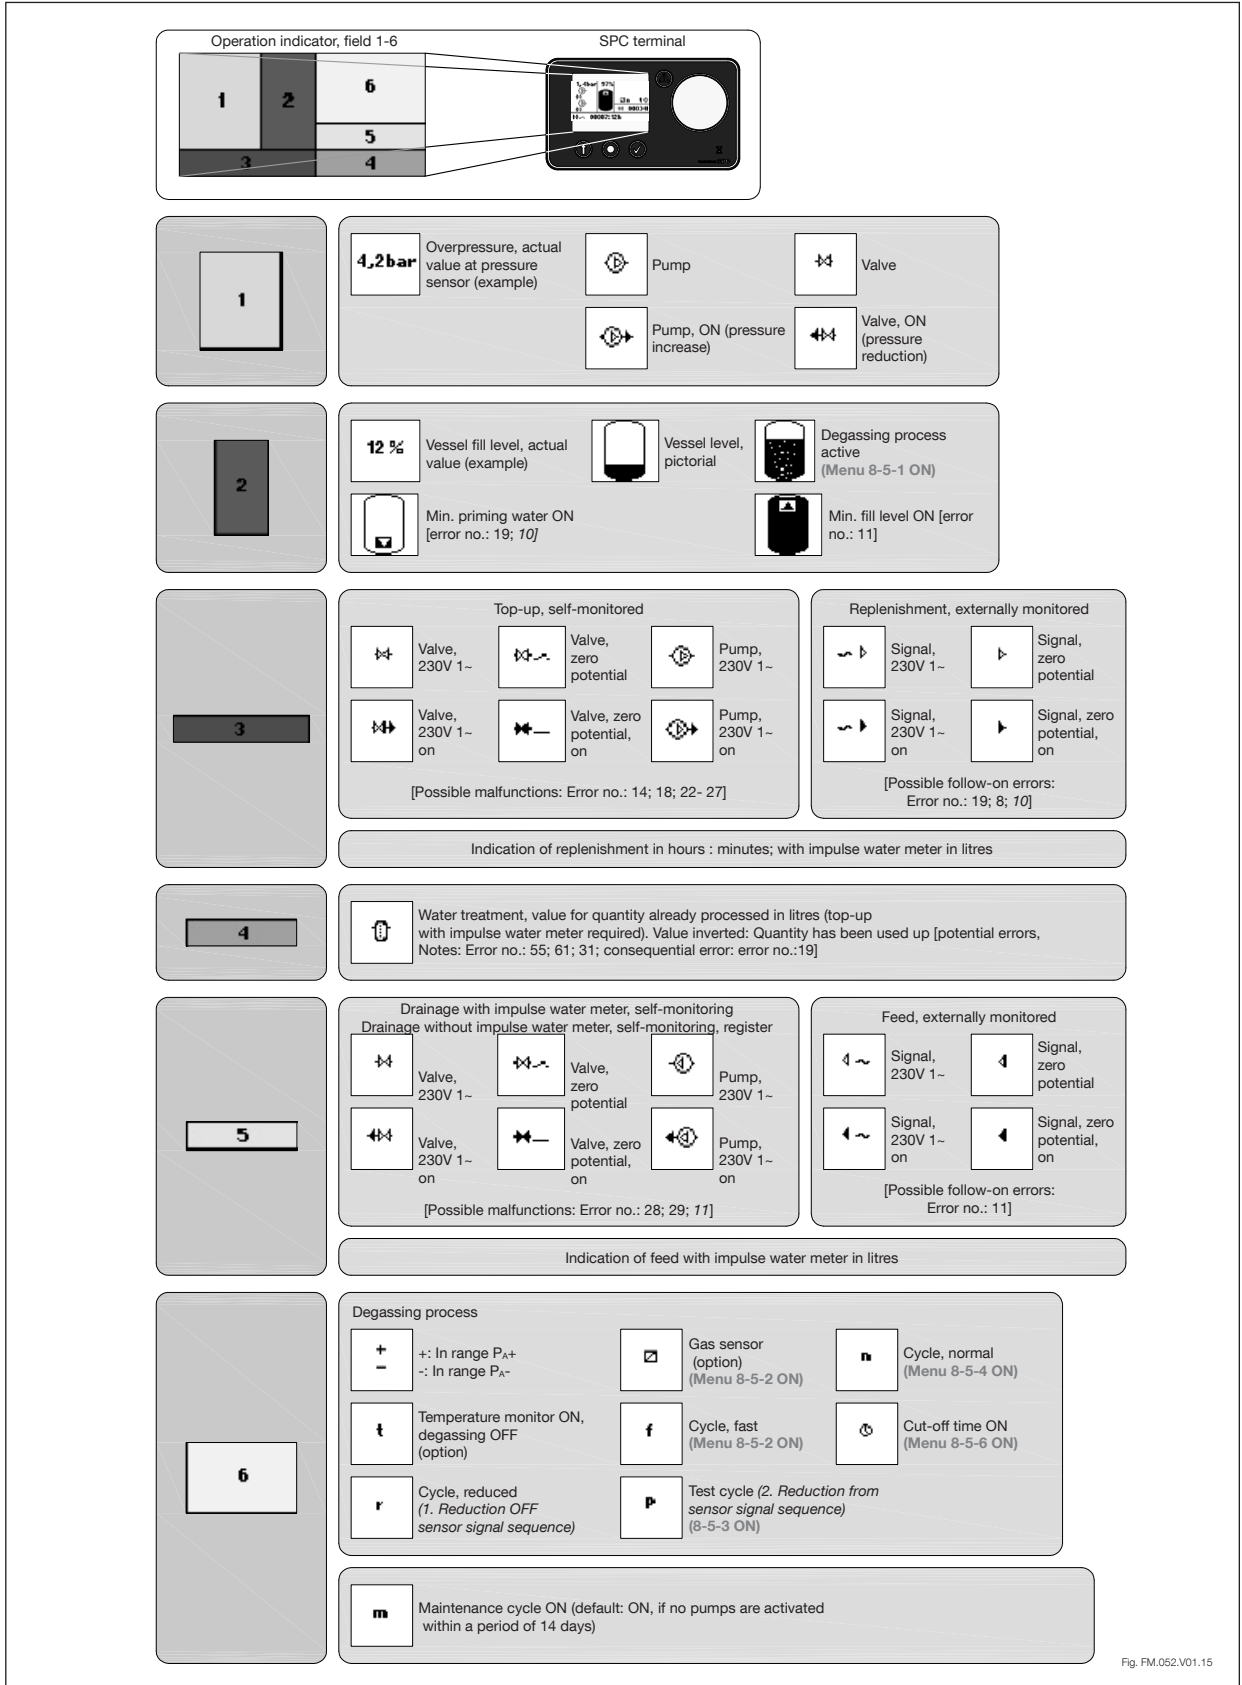 Operation indicator, field 1-6
SPC terminal
1
2
6
5
3
4
1
4,2bar
Overpressure, actual
value at pressure
sensor (example)
Pump
Valve
Pump, ON (pressure
increase)
Valve, ON
(pressure
reduction)
2
12 %
Vessel fill level, actual
value (example)
Vessel level,
pictorial
Degassing process
active
(Menu 8-5-1 ON)
Min. priming water ON
[error no.: 19; 10]
Min. fill level ON [error
no.: 11]
3
Top-up, self-monitored
Valve,
230V 1~
Valve,
zero
potential
Pump,
230V 1~
Valve,
230V 1~
on
Valve, zero
potential,
on
Pump,
230V 1~
on
[Possible malfunctions: Error no.: 14; 18; 22- 27]
Replenishment, externally monitored
Signal,
230V 1~
Signal,
zero
potential
Signal,
230V 1~
on
Signal, zero
potential,
on
[Possible follow-on errors:
Error no.: 19; 8; 10]
Indication of replenishment in hours : minutes; with impulse water meter in litres
4
Water treatment, value for quantity already processed in litres (top-up
with impulse water meter required). Value inverted: Quantity has been used up [potential errors,
Notes: Error no.: 55; 61; 31; consequential error: error no.:19]
5
Drainage with impulse water meter, self-monitoring
Drainage without impulse water meter, self-monitoring, register
Valve,
230V 1~
Valve,
zero
potential
Pump,
230V 1~
Valve,
230V 1~
on
Valve, zero
potential,
on
Pump,
230V 1~
on
[Possible malfunctions: Error no.: 28; 29; 11]
Feed, externally monitored
Signal,
230V 1~
Signal,
zero
potential
Signal,
230V 1~
on
Signal, zero
potential,
on
[Possible follow-on errors:
Error no.: 11]
Indication of feed with impulse water meter in litres
6
Degassing process
+
−
+: In range PA+
-: In range PA-
Gas sensor
(option)
(Menu 8-5-2 ON)
n
Cycle, normal
(Menu 8-5-4 ON)
t
Temperature monitor ON,
degassing OFF
(option)
f
Cycle, fast
(Menu 8-5-2 ON)
Cut-off time ON
(Menu 8-5-6 ON)
r
Cycle, reduced
(1. Reduction OFF
sensor signal sequence)
P
Test cycle (2. Reduction from
sensor signal sequence)
(8-5-3 ON)
m
Maintenance cycle ON (default: ON, if no pumps are activated
within a period of 14 days)
Fig. FM.052.V01.15